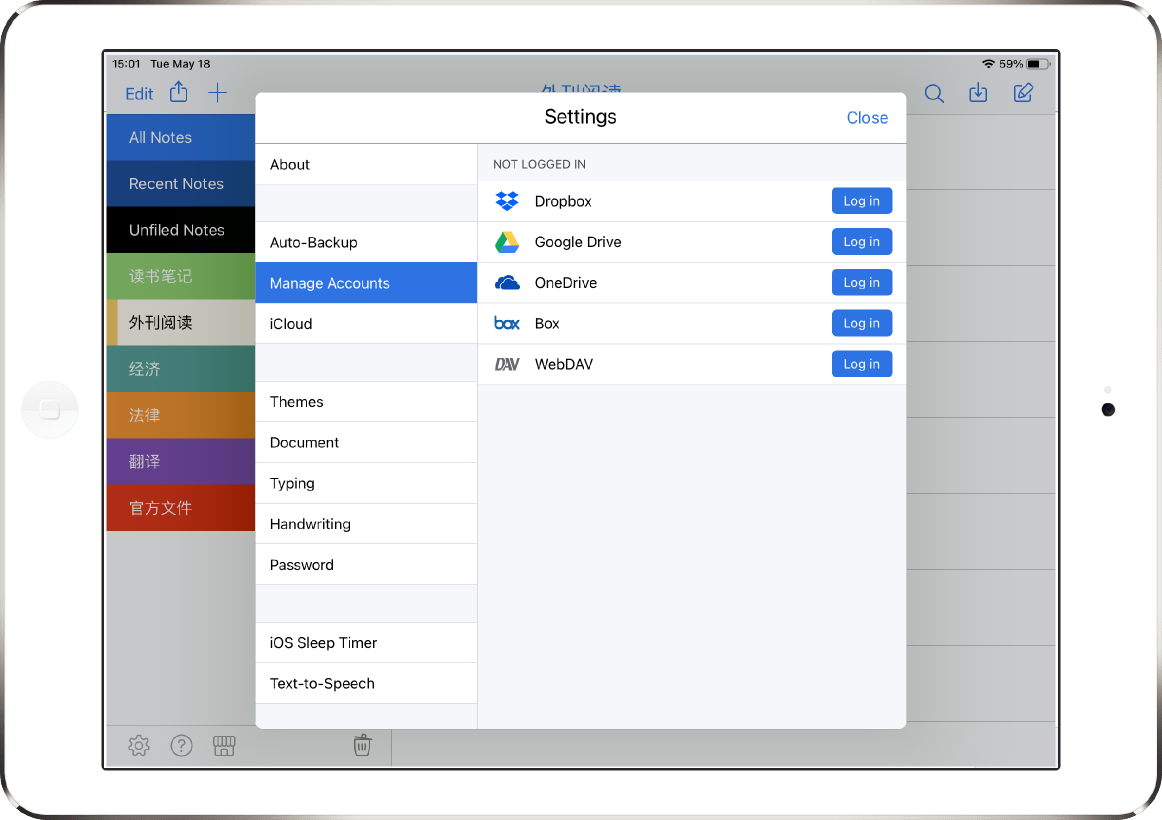 15:01 Tue May 18
59%
Edit
外刊阅读
Settings
Close
All Notes
Recent Notes
Unfiled Notes
读书笔记
外刊阅读
经济
法律
翻译
官方文件
About
Auto-Backup
Manage Accounts
iCloud
Themes
Document
Typing
Handwriting
Password
iOS Sleep Timer
Text-to-Speech
NOT LOGGED IN
Dropbox Log in
Google Drive Log in
OneDrive Log in
box Box Log in
DAV WebDAV Log in